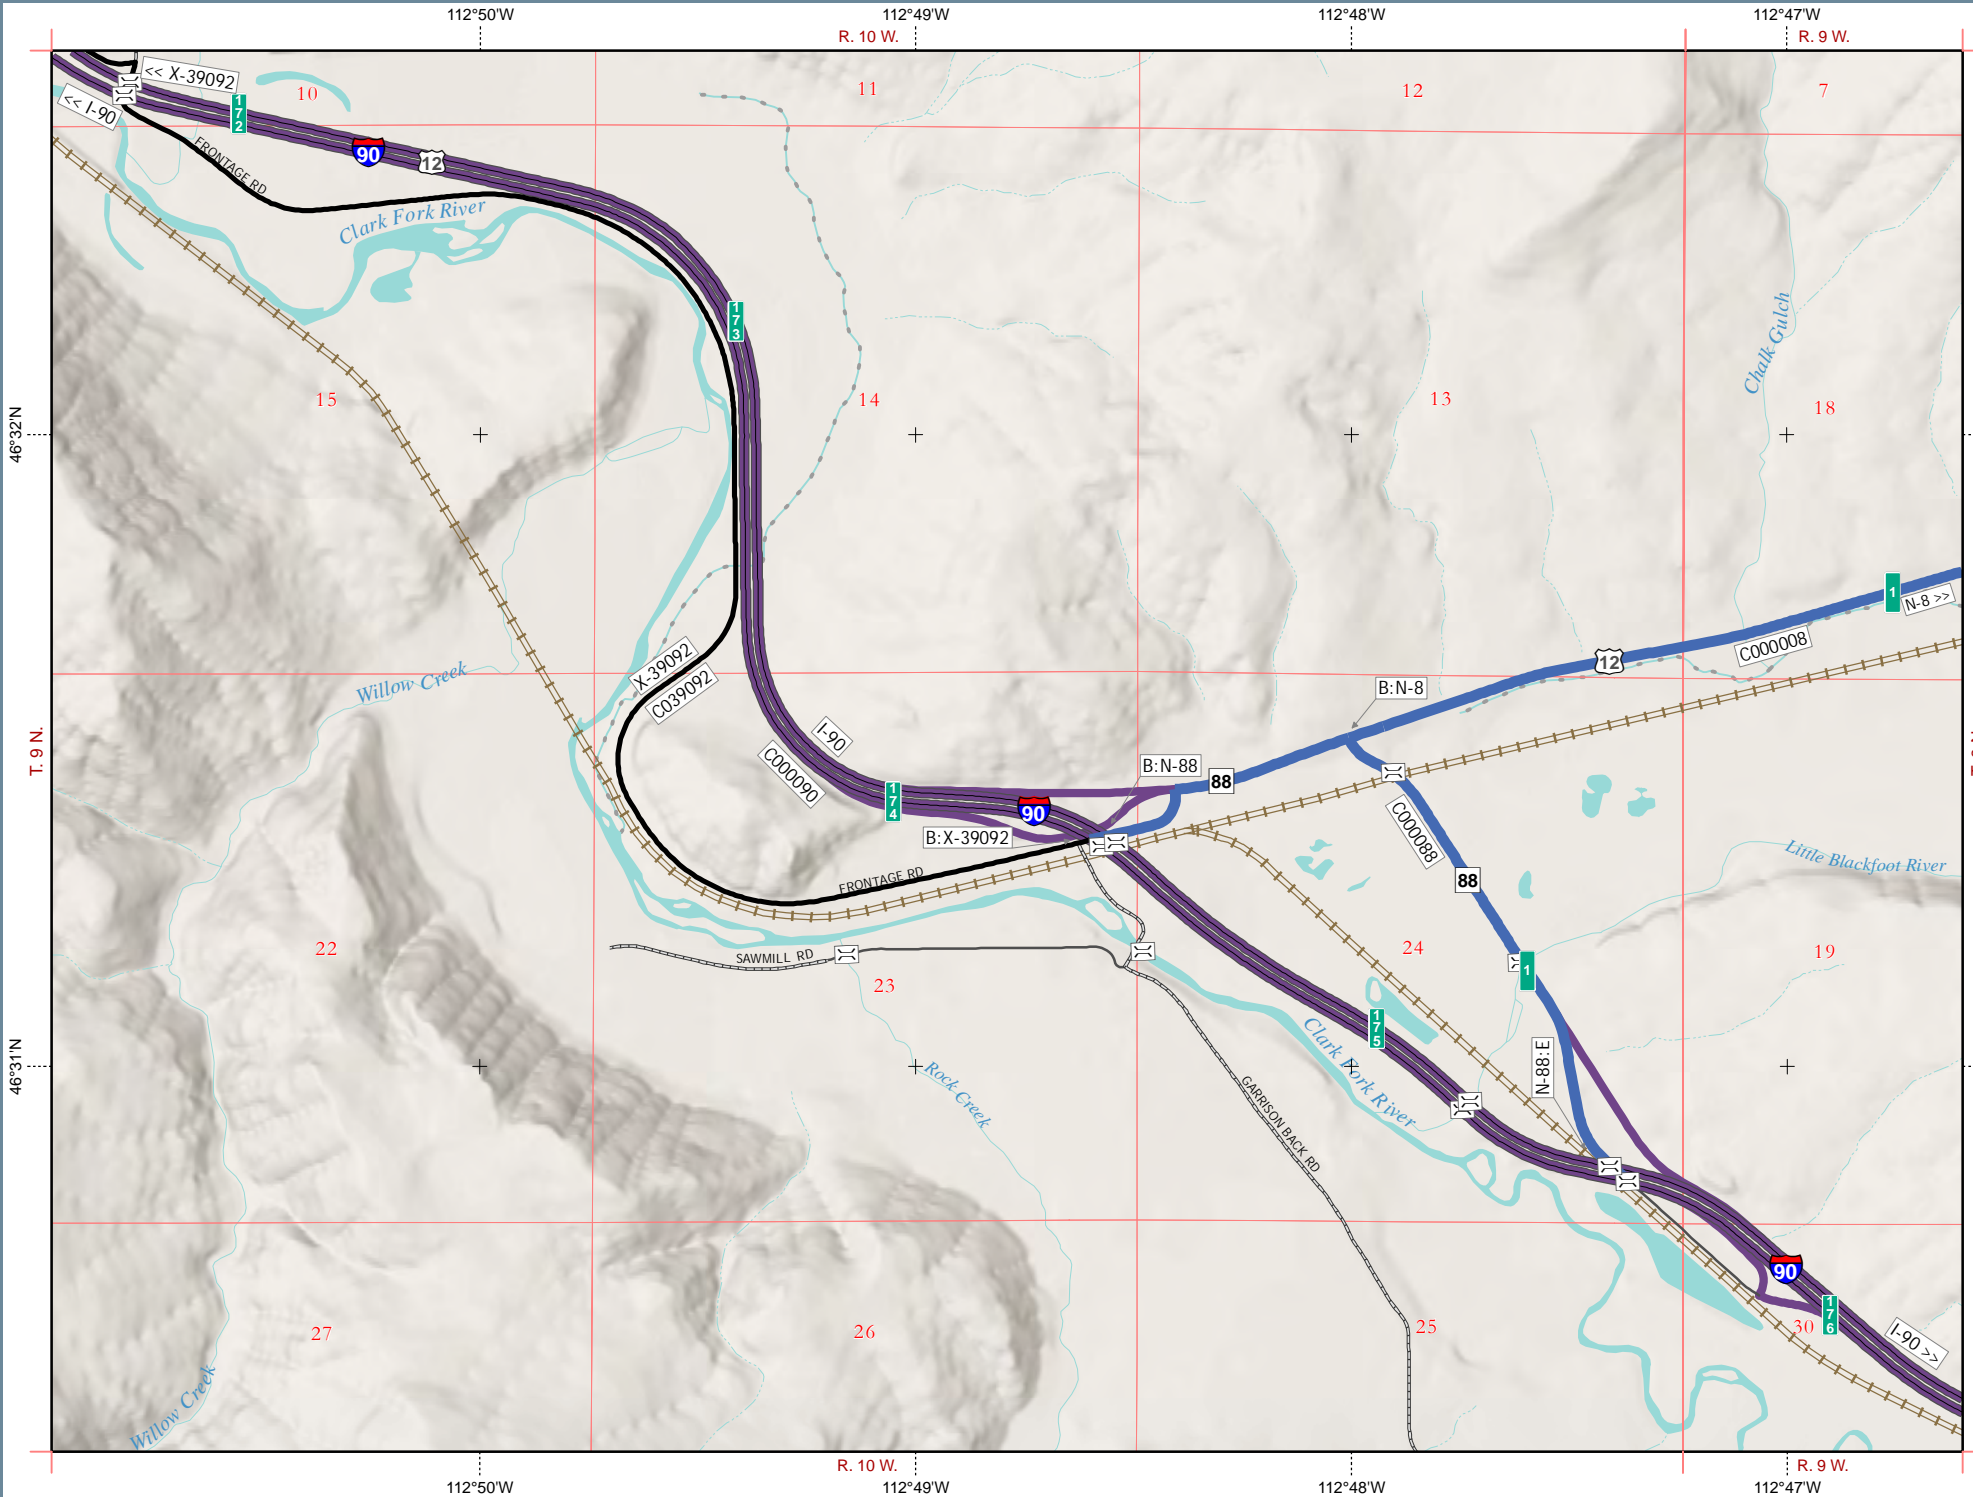 112°50'W
112°49'W
112°48'W
112°47'W
R. 10 W.
R. 9 W.
<< X-39092
<< I-90
172
10
11
12
7
90
12
FRONTAGE RD
Clark Fork River
173
Chalk Gulch
15
14
13
18
46°32'N
1
N-8 >>
C000008
12
X-39092
C039092
Willow Creek
B:N-8
T. 9 N.
I-90
C000090
B:N-88
88
174
90
B:X-39092
C000088
88
Little Blackfoot River
FRONTAGE RD
22
SAWMILL RD
23
24
1
19
175
Clark Fork River
N-88:E
46°31'N
Rock Creek
GARRISON BACK RD
90
176
30
I-90 >>
27
26
25
Willow Creek
R. 10 W.
R. 9 W.
112°50'W
112°49'W
112°48'W
112°47'W